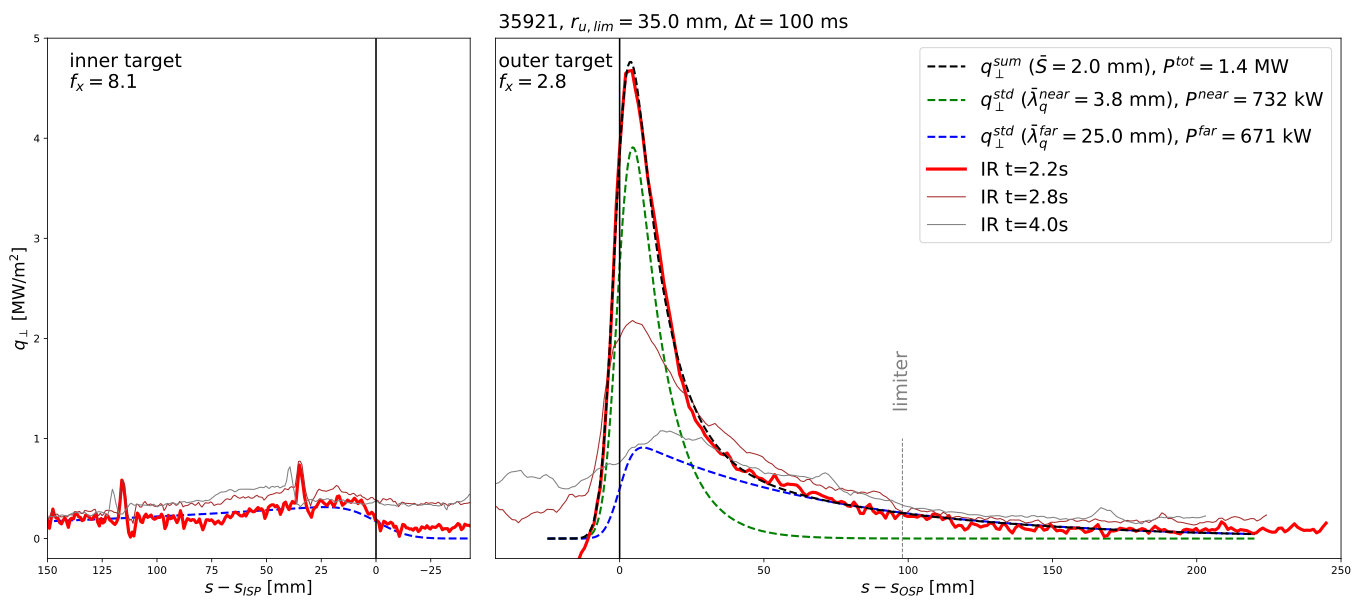 35921, r_{u,lim} = 35.0 mm, Δt = 100 ms
inner target
f_x = 8.1
outer target
f_x = 2.8
q_⊥^{sum} (S̄ = 2.0 mm), P^{tot} = 1.4 MW
q_⊥^{std} (λ̄_q^{near} = 3.8 mm), P^{near} = 732 kW
q_⊥^{std} (λ̄_q^{far} = 25.0 mm), P^{far} = 671 kW
IR t=2.2s
IR t=2.8s
IR t=4.0s
limiter
q_⊥ [MW/m²]
5
4
3
2
1
0
150 125 100 75 50 25 0 −25
0 50 100 150 200 250
s − s_{ISP} [mm]
s − s_{OSP} [mm]